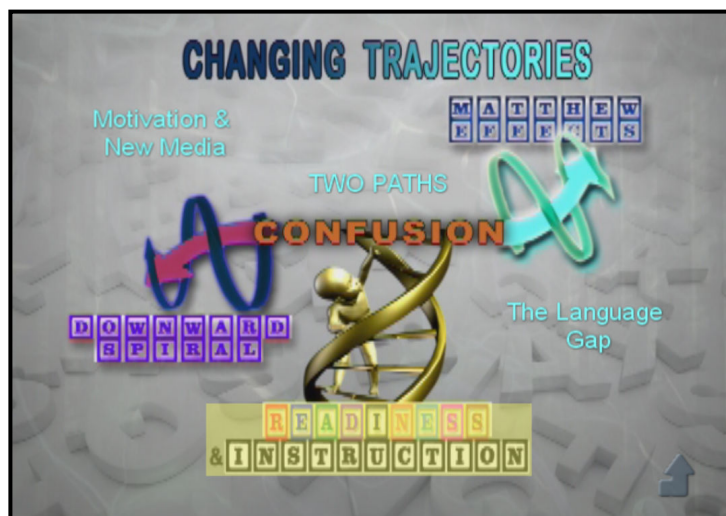 CHANGING TRAJECTORIES
MATTHEW
EFFECTS
Motivation &
New Media
TWO PATHS
CONFUSION
DOWNWARD
SPIRAL
The Language
Gap
READINESS
& INSTRUCTION